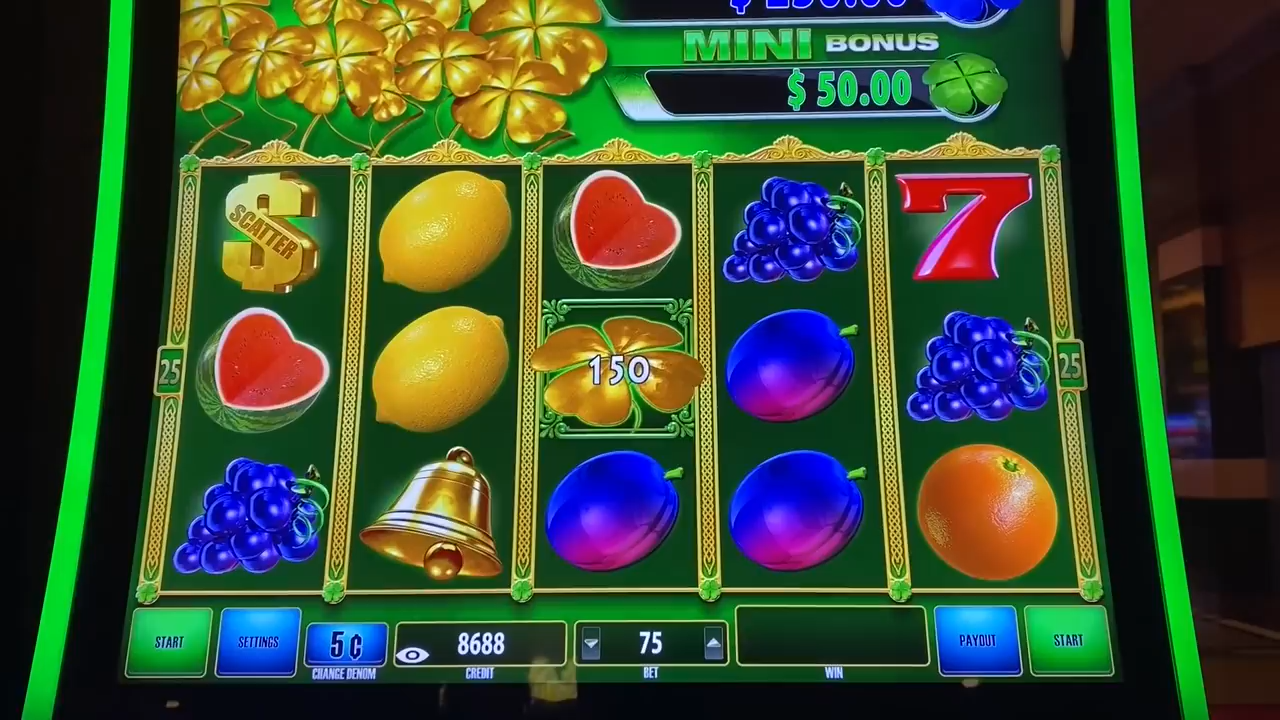 MINI BONUS
$ 50.00
SCATTER
150
25
25
START
SETTINGS
5¢
CHANGE DENOM
8688
CREDIT
75
BET
WIN
PAYOUT
START